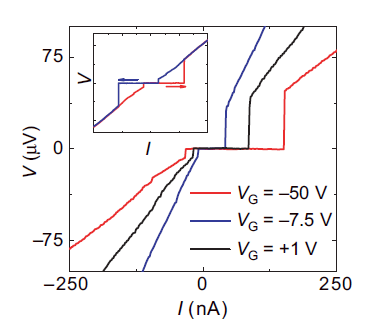 75
0
−75
V (μV)
V
I
V_G = −50 V
V_G = −7.5 V
V_G = +1 V
−250
0
250
I (nA)